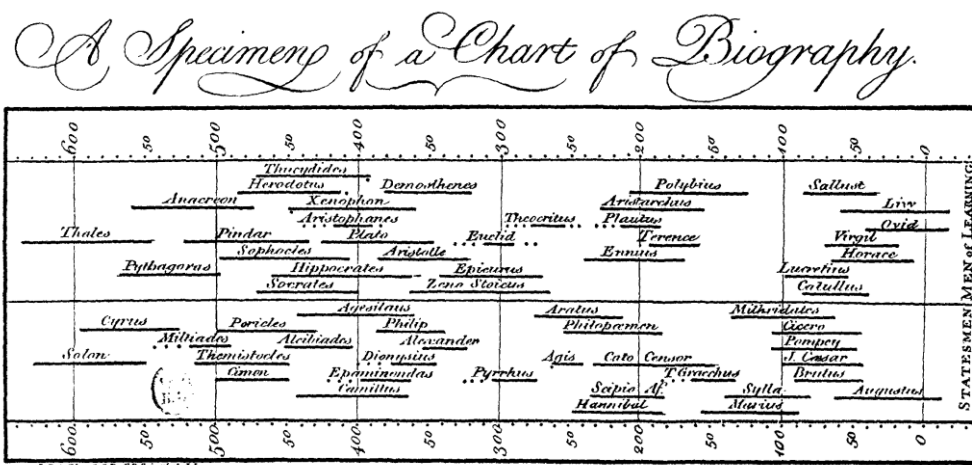 A Specimen of a Chart of Biography.
600 50 500 50 400 50 300 50 200 50 100 50 0
Thucydides
Herodotus Demosthenes Polybius Sallust
Anacreon Xenophon Aristarchus Livy
Aristophanes Theocritus Plautus Ovid
Thales Pindar Plato Euclid Terence Virgil
Sophocles Aristotle Ennius Horace
Pythagoras Hippocrates Epicurus Lucretius
Socrates Zeno Stoicus Catullus
MEN of LEARNING
Agesilaus Aratus Mithridates
Cyrus Pericles Philip Philopæmen Cicero
Miltiades Alcibiades Alexander Pompey
Solon Themistocles Dionysius Agis Cato Censor J. Cæsar
Cimon Epaminondas Pyrrhus T. Gracchus Brutus
Camillus Scipio Af. Sylla Augustus
Hannibal Marius
STATESMEN
600 50 500 50 400 50 300 50 200 50 100 50 0